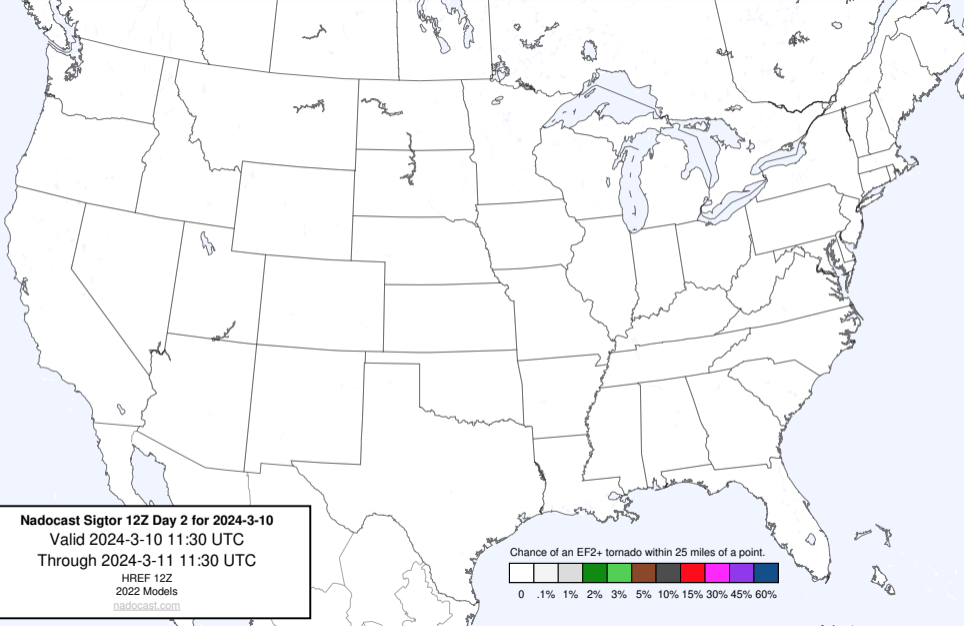 Nadocast Sigtor 12Z Day 2 for 2024-3-10
Valid 2024-3-10 11:30 UTC
Through 2024-3-11 11:30 UTC
HREF 12Z
2022 Models
nadocast.com
Chance of an EF2+ tornado within 25 miles of a point.
0 .1% 1% 2% 3% 5% 10% 15% 30% 45% 60%